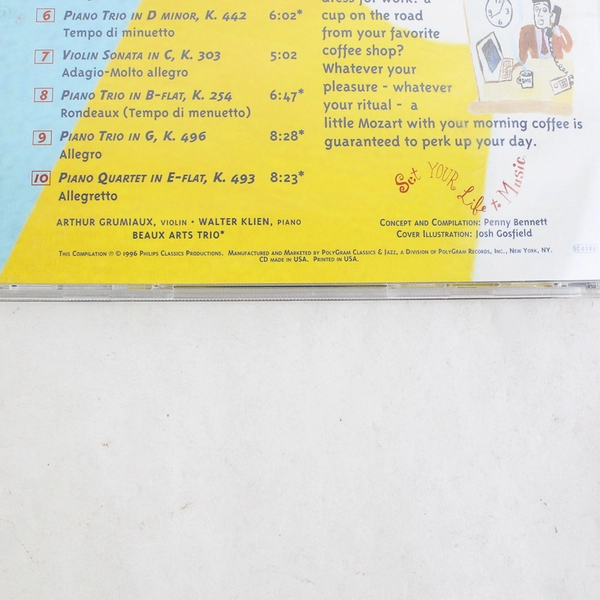 6 PIANO TRIO IN D MINOR, K. 442 6:02*
Tempo di minuetto
7 VIOLIN SONATA IN C, K. 303 5:02
Adagio-Molto allegro
8 PIANO TRIO IN B-FLAT, K. 254 6:47*
Rondeaux (Tempo di menuetto)
9 PIANO TRIO IN G, K. 496 8:28*
Allegro
10 PIANO QUARTET IN E-FLAT, K. 493 8:23*
Allegretto
ARTHUR GRUMIAUX, VIOLIN • WALTER KLIEN, PIANO
BEAUX ARTS TRIO*
dress for work? a
cup on the road
from your favorite
coffee shop?
Whatever your
pleasure - whatever
your ritual - a
little Mozart with your morning coffee is
guaranteed to perk up your day.
Set YOUR Life to Music
CONCEPT AND COMPILATION: Penny Bennett
COVER ILLUSTRATION: Josh Gosfield
THIS COMPILATION ℗ © 1996 PHILIPS CLASSICS PRODUCTIONS. MANUFACTURED AND MARKETED BY POLYGRAM CLASSICS & JAZZ, A DIVISION OF POLYGRAM RECORDS, INC., NEW YORK, NY.
CD MADE IN USA. PRINTED IN USA.